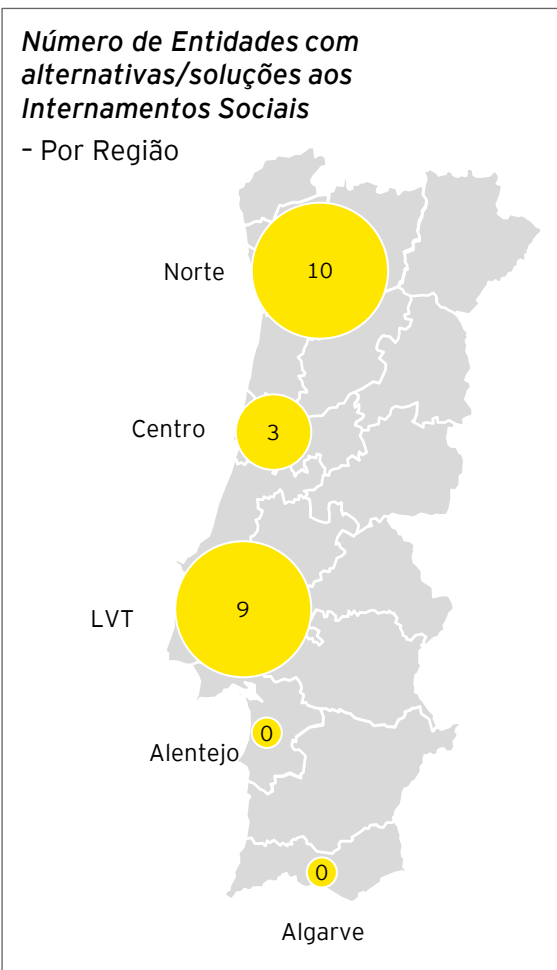 Número de Entidades com
alternativas/soluções aos
Internamentos Sociais
– Por Região
Norte
10
Centro
3
LVT
9
Alentejo
0
0
Algarve